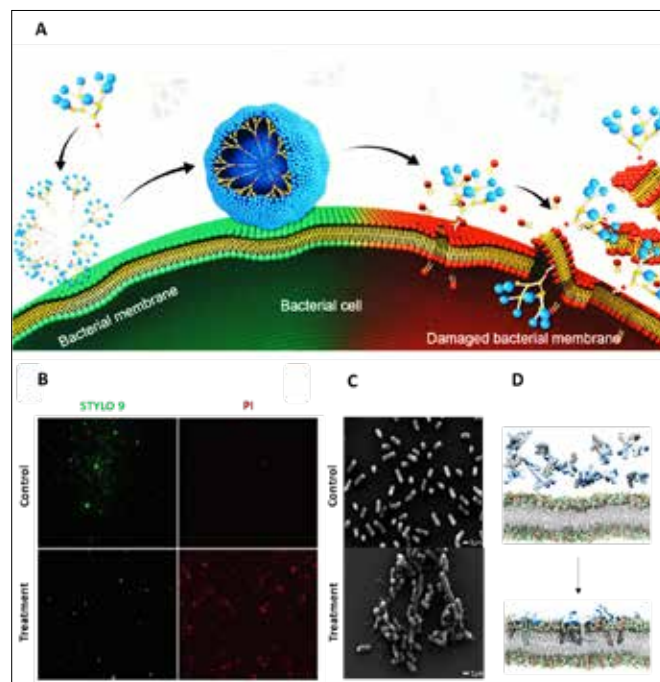 A
Bacterial membrane
Bacterial cell
Damaged bacterial membrane
B
C
D
STYLO 9
PI
Control
Control
Treatment
Treatment